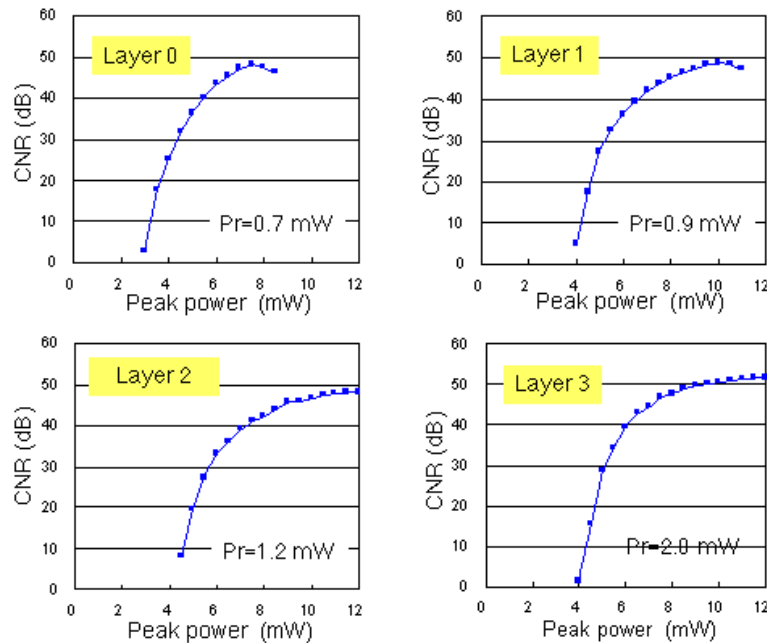 60
50
40
30
20
10
0
CNR (dB)
Layer 0
Pr=0.7 mW
0 2 4 6 8 10 12
Peak power (mW)
60
50
40
30
20
10
0
CNR (dB)
Layer 1
Pr=0.9 mW
0 2 4 6 8 10 12
Peak power (mW)
60
50
40
30
20
10
0
CNR (dB)
Layer 2
Pr=1.2 mW
0 2 4 6 8 10 12
Peak power (mW)
60
50
40
30
20
10
0
CNR (dB)
Layer 3
Pr=2.0 mW
0 2 4 6 8 10 12
Peak power (mW)